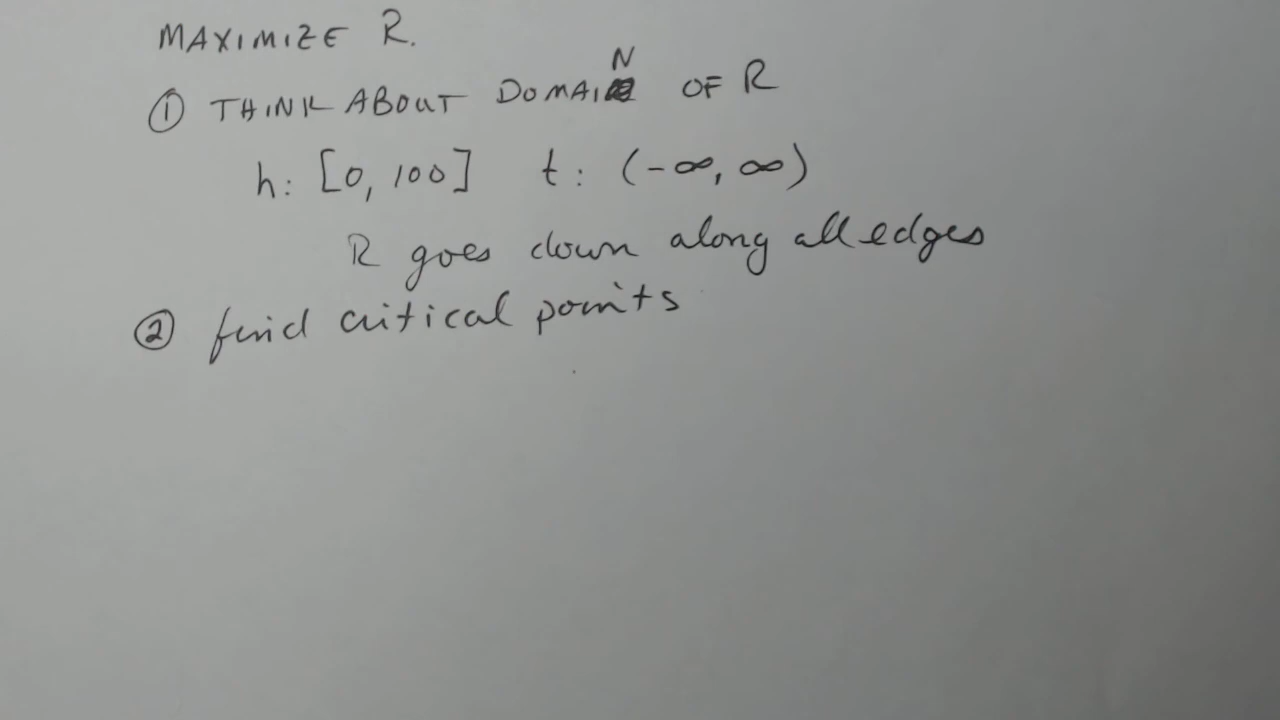 MAXIMIZE R.
① THINK ABOUT DOMAIN OF R
h: [0, 100] t: (-∞, ∞)
R goes down along all edges
② find critical points